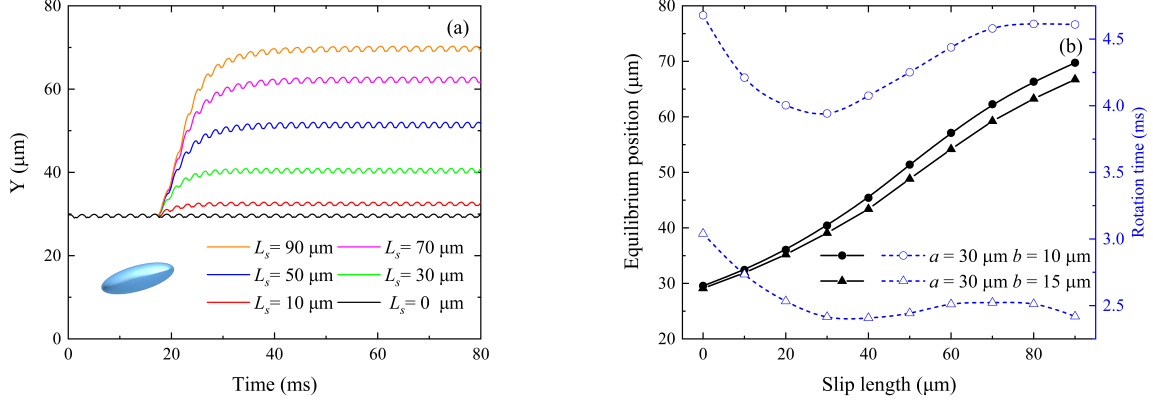 (a)
80
60
40
20
0
Y (μm)
0 20 40 60 80
Time (ms)
Ls= 90 μm Ls= 70 μm
Ls= 50 μm Ls= 30 μm
Ls= 10 μm Ls=0 μm
(b)
80
70
60
50
40
30
20
Equilibrium position (μm)
4.5
4.0
3.0
2.5
Rotation time (ms)
a = 30 μm b = 10 μm
a = 30 μm b = 15 μm
0 20 40 60 80
Slip length (μm)